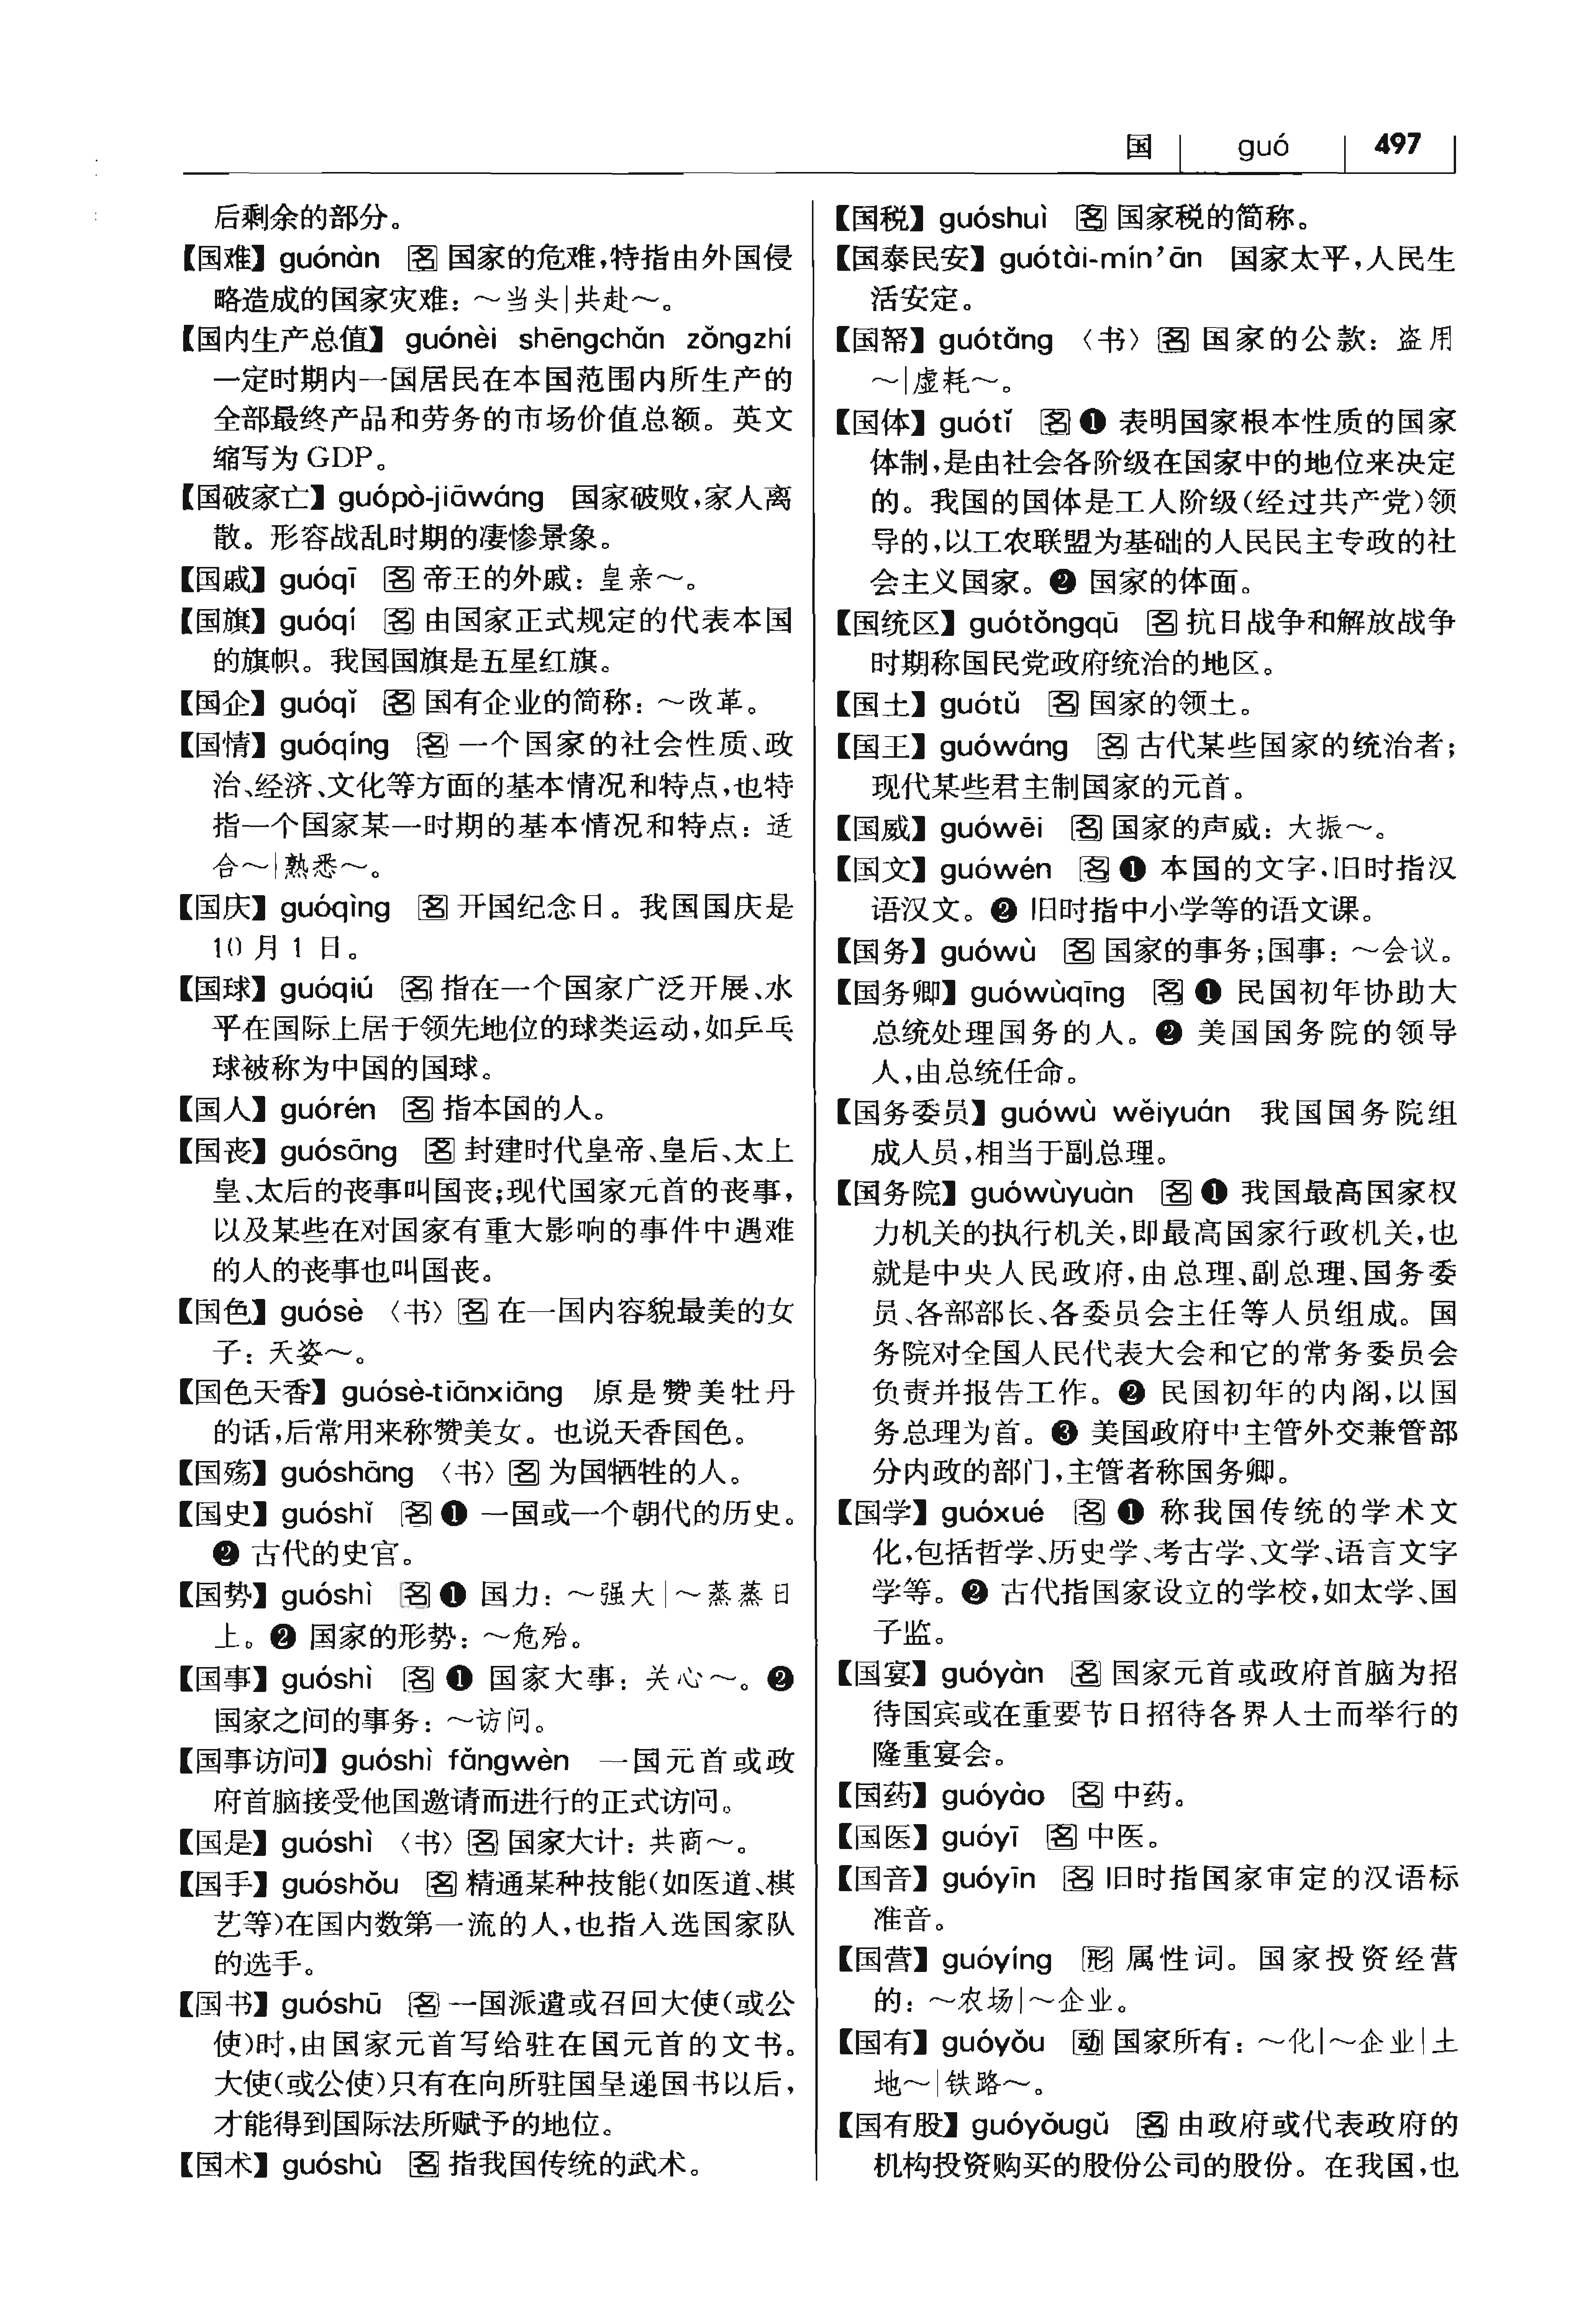 国 guó 497
后剩余的部分。
【国难】guónàn 名 国家的危难,特指由外国侵
略造成的国家灾难：～当头|共赴～。
【国内生产总值】guónèi shēngchǎn zǒngzhí
一定时期内一国居民在本国范围内所生产的
全部最终产品和劳务的市场价值总额。英文
缩写为GDP。
【国破家亡】guópò-jiāwáng 国家破败,家人离
散。形容战乱时期的凄惨景象。
【国戚】guóqī 名 帝王的外戚：皇亲～。
【国旗】guóqí 名 由国家正式规定的代表本国
的旗帜。我国国旗是五星红旗。
【国企】guóqǐ 名 国有企业的简称：～改革。
【国情】guóqíng 名 一个国家的社会性质、政
治、经济、文化等方面的基本情况和特点,也特
指一个国家某一时期的基本情况和特点：适
合～|熟悉～。
【国庆】guóqìng 名 开国纪念日。我国国庆是
10月1日。
【国球】guóqiú 名 指在一个国家广泛开展、水
平在国际上居于领先地位的球类运动,如乒乓
球被称为中国的国球。
【国人】guórén 名 指本国的人。
【国丧】guósāng 名 封建时代皇帝、皇后、太上
皇、太后的丧事叫国丧;现代国家元首的丧事,
以及某些在对国家有重大影响的事件中遇难
的人的丧事也叫国丧。
【国色】guósè 〈书〉名 在一国内容貌最美的女
子：天姿～。
【国色天香】guósè-tiānxiāng 原是赞美牡丹
的话,后常用来称赞美女。也说天香国色。
【国殇】guóshāng 〈书〉名 为国牺牲的人。
【国史】guóshǐ 名 ❶ 一国或一个朝代的历史。
❷ 古代的史官。
【国势】guóshì 名 ❶ 国力：～强大|～蒸蒸日
上。❷ 国家的形势：～危殆。
【国事】guóshì 名 ❶ 国家大事：关心～。❷
国家之间的事务：～访问。
【国事访问】guóshì fǎngwèn 一国元首或政
府首脑接受他国邀请而进行的正式访问。
【国是】guóshì 〈书〉名 国家大计：共商～。
【国手】guóshǒu 名 精通某种技能(如医道、棋
艺等)在国内数第一流的人,也指入选国家队
的选手。
【国书】guóshū 名 一国派遣或召回大使(或公
使)时,由国家元首写给驻在国元首的文书。
大使(或公使)只有在向所驻国呈递国书以后,
才能得到国际法所赋予的地位。
【国术】guóshù 名 指我国传统的武术。
【国税】guóshuì 名 国家税的简称。
【国泰民安】guótài-mín’ān 国家太平,人民生
活安定。
【国帑】guótǎng 〈书〉名 国家的公款：盗用
～|虚耗～。
【国体】guótǐ 名 ❶ 表明国家根本性质的国家
体制,是由社会各阶级在国家中的地位来决定
的。我国的国体是工人阶级(经过共产党)领
导的,以工农联盟为基础的人民民主专政的社
会主义国家。❷ 国家的体面。
【国统区】guótǒngqū 名 抗日战争和解放战争
时期称国民党政府统治的地区。
【国土】guótǔ 名 国家的领土。
【国王】guówáng 名 古代某些国家的统治者;
现代某些君主制国家的元首。
【国威】guówēi 名 国家的声威：大振～。
【国文】guówén 名 ❶ 本国的文字,旧时指汉
语汉文。❷ 旧时指中小学等的语文课。
【国务】guówù 名 国家的事务;国事：～会议。
【国务卿】guówùqīng 名 ❶ 民国初年协助大
总统处理国务的人。❷ 美国国务院的领导
人,由总统任命。
【国务委员】guówù wěiyuán 我国国务院组
成人员,相当于副总理。
【国务院】guówùyuàn 名 ❶ 我国最高国家权
力机关的执行机关,即最高国家行政机关,也
就是中央人民政府,由总理、副总理、国务委
员、各部部长、各委员会主任等人员组成。国
务院对全国人民代表大会和它的常务委员会
负责并报告工作。❷ 民国初年的内阁,以国
务总理为首。❸ 美国政府中主管外交兼管部
分内政的部门,主管者称国务卿。
【国学】guóxué 名 ❶ 称我国传统的学术文
化,包括哲学、历史学、考古学、文学、语言文字
学等。❷ 古代指国家设立的学校,如太学、国
子监。
【国宴】guóyàn 名 国家元首或政府首脑为招
待国宾或在重要节日招待各界人士而举行的
隆重宴会。
【国药】guóyào 名 中药。
【国医】guóyī 名 中医。
【国音】guóyīn 名 旧时指国家审定的汉语标
准音。
【国营】guóyíng 形 属性词。国家投资经营
的：～农场|～企业。
【国有】guóyǒu 动 国家所有：～化|～企业|土
地～|铁路～。
【国有股】guóyǒugǔ 名 由政府或代表政府的
机构投资购买的股份公司的股份。在我国,也